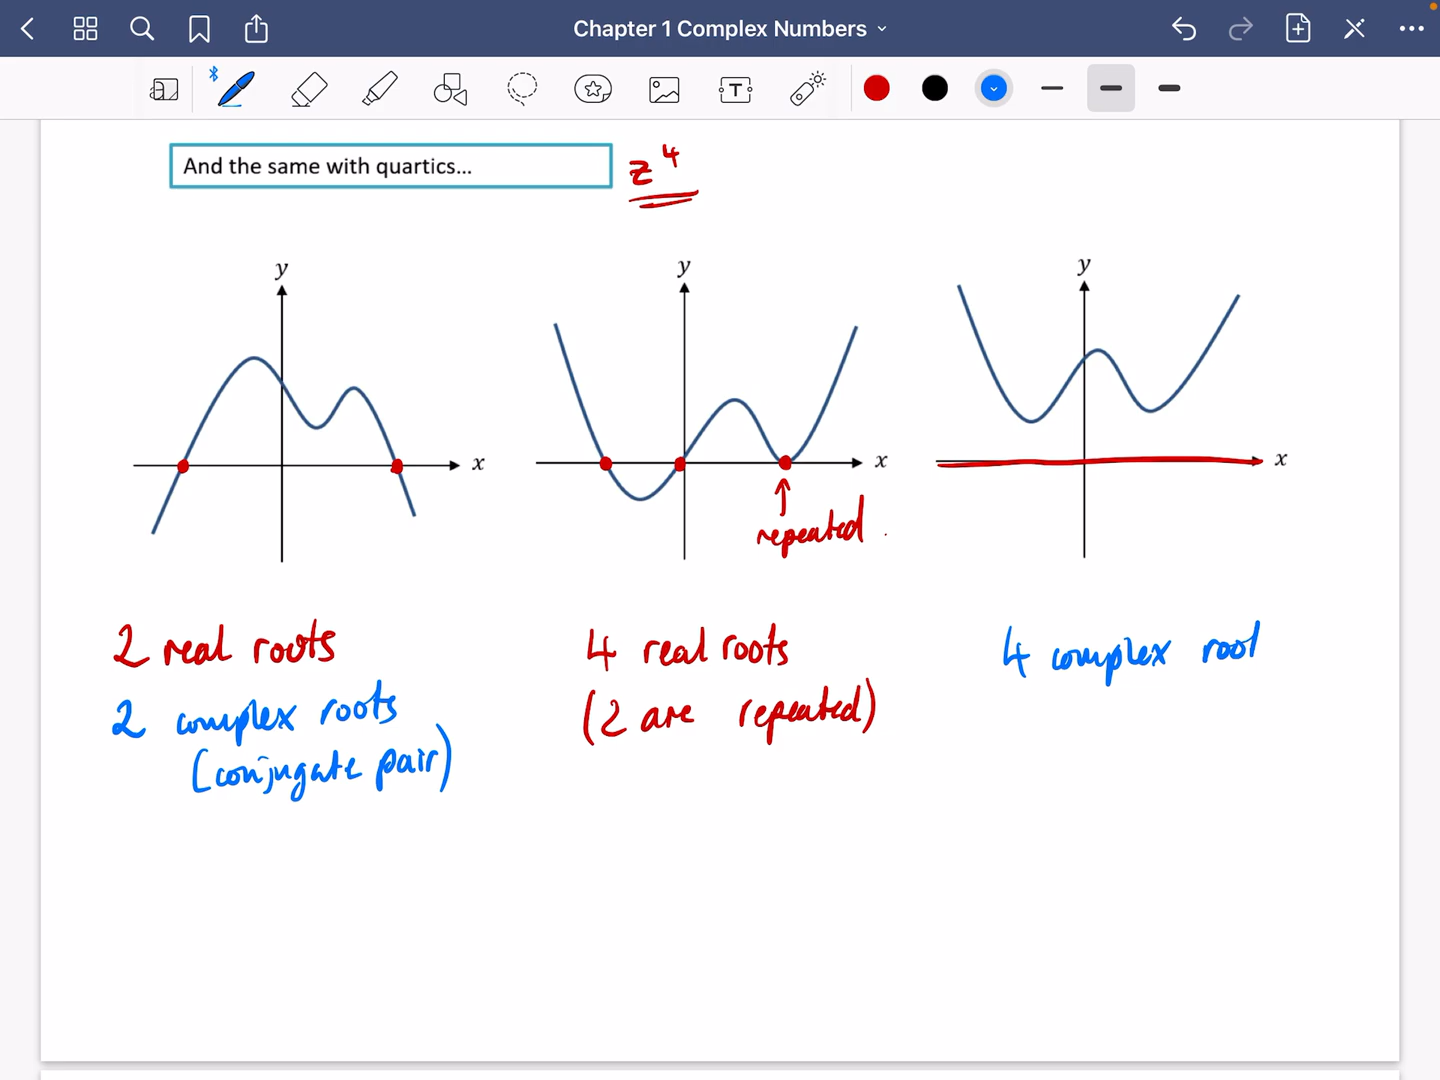 Chapter 1 Complex Numbers
T
And the same with quartics...
z⁴
y
x
y
x
repeated
y
x
2 real roots
2 complex roots
(conjugate pair)
4 real roots
(2 are repeated)
4 complex root